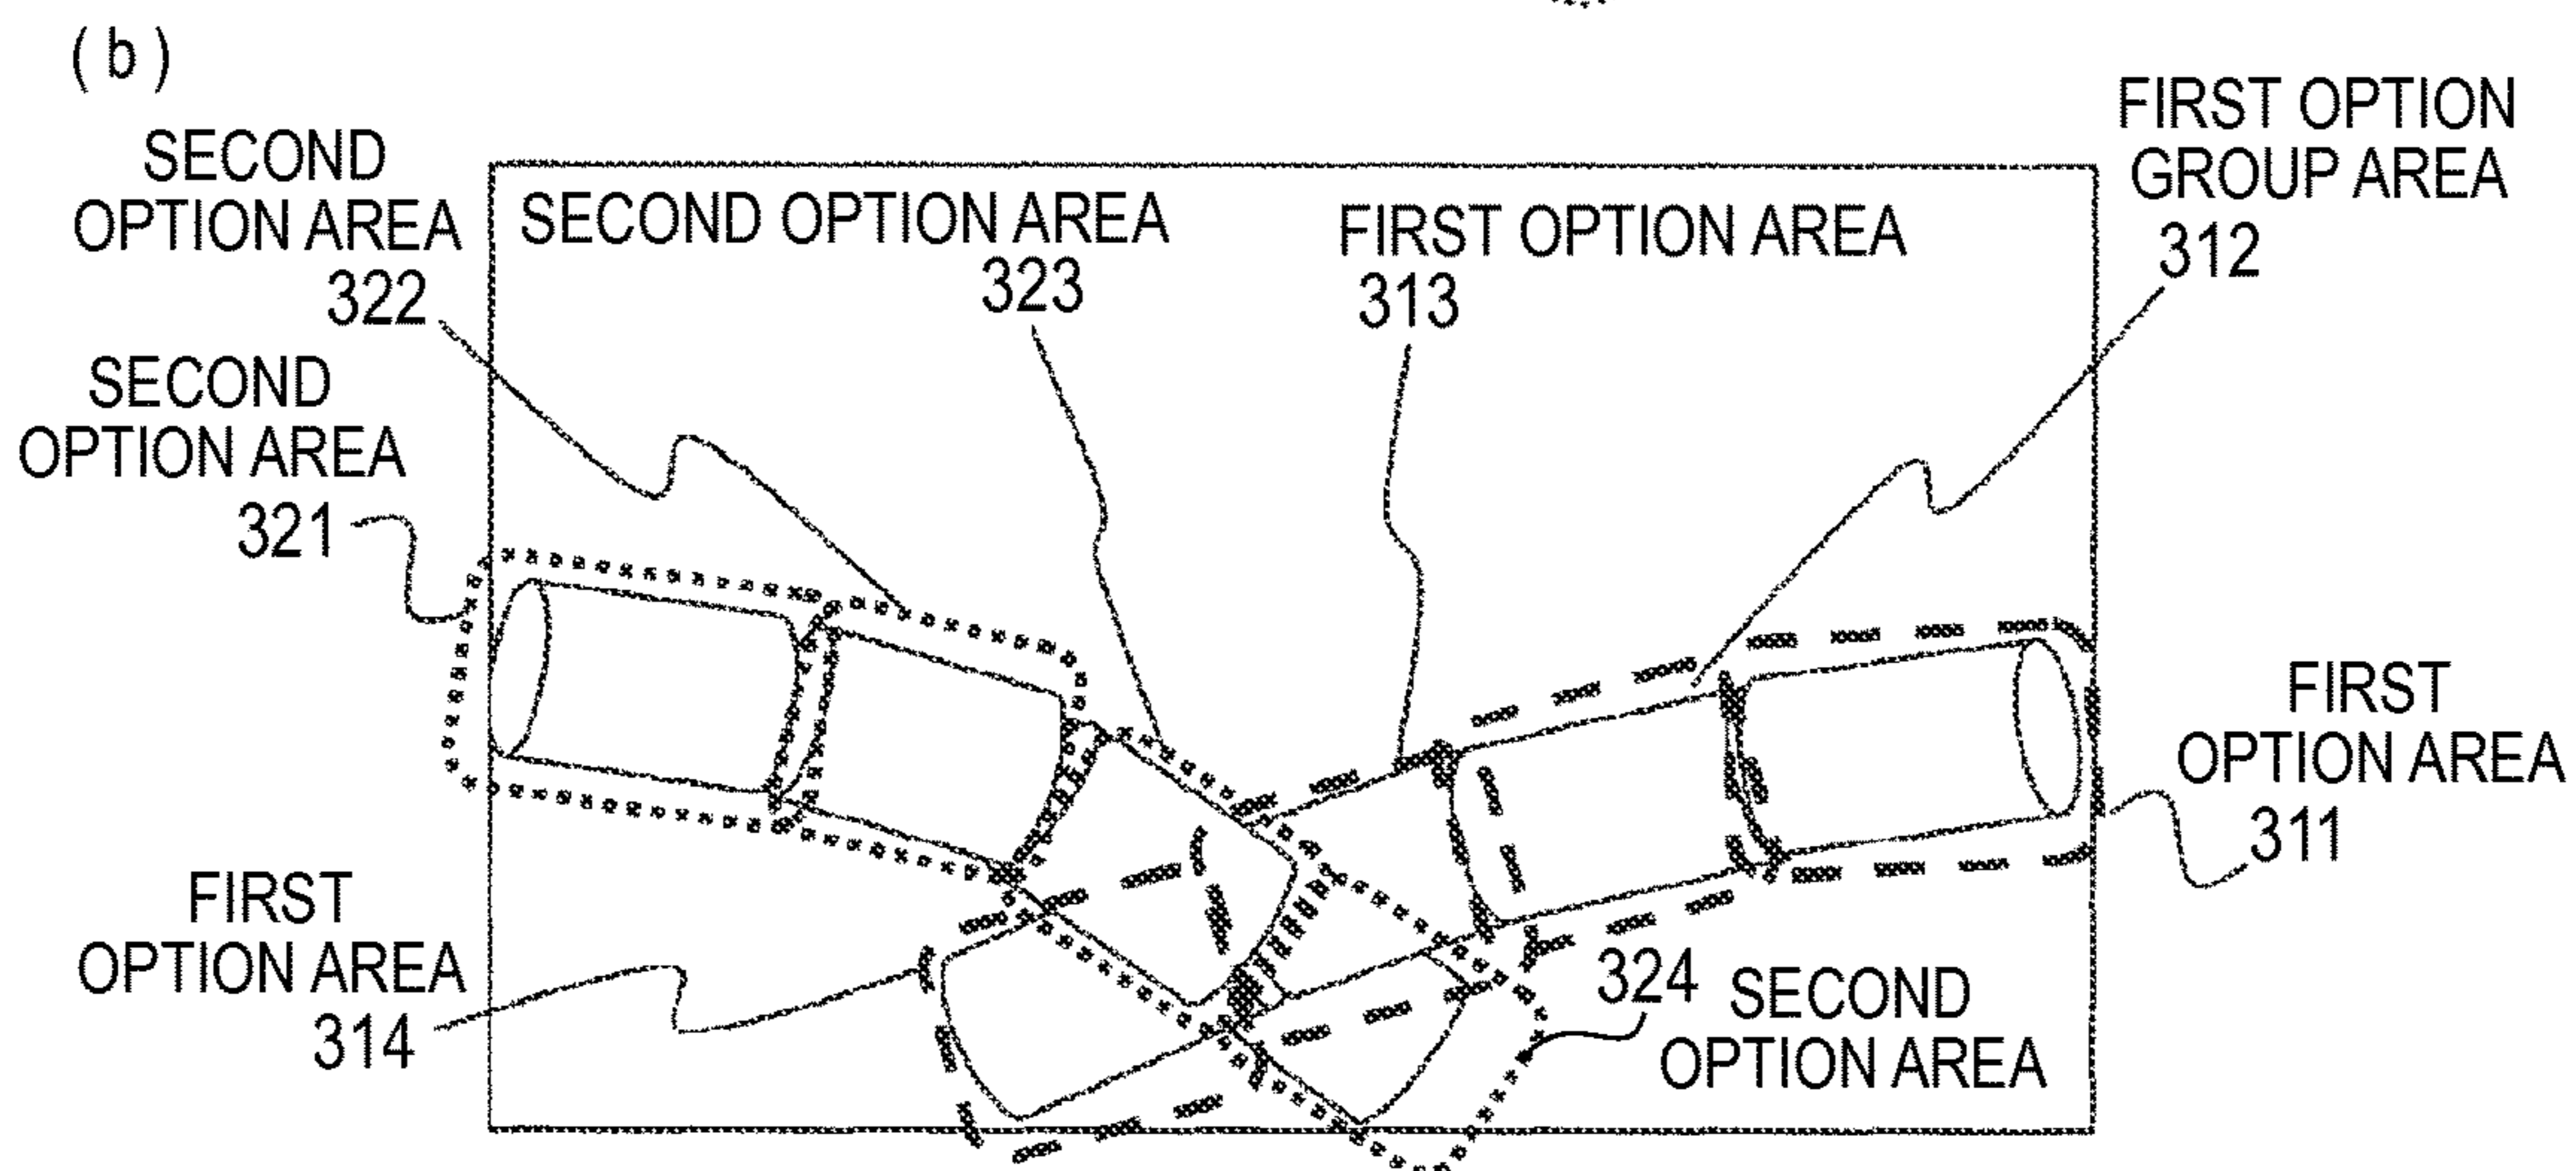 (b)
SECOND
OPTION AREA
322
SECOND OPTION AREA
323
FIRST OPTION AREA
313
FIRST OPTION
GROUP AREA
312
SECOND
OPTION AREA
321
FIRST
OPTION AREA
311
FIRST
OPTION AREA
314
324
SECOND
OPTION AREA